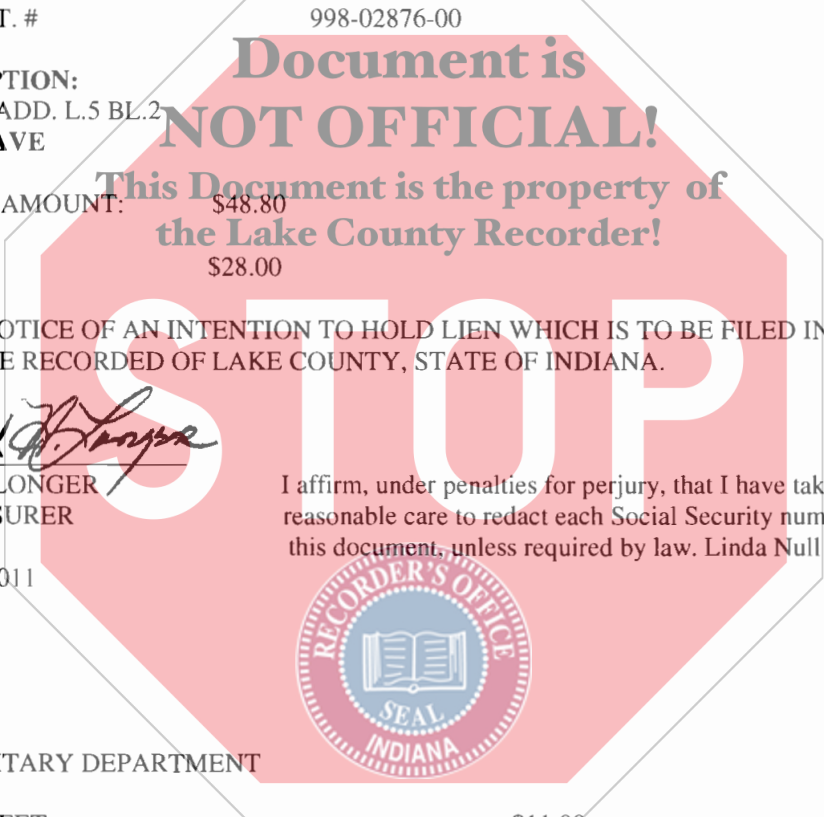 T. # 998-02876-00
Document is
PTION:
ADD. L.5 BL.2
NOT OFFICIAL!
AVE
This Document is the property of
AMOUNT: $48.80
the Lake County Recorder!
$28.00
STOP
OTICE OF AN INTENTION TO HOLD LIEN WHICH IS TO BE FILED IN
E RECORDED OF LAKE COUNTY, STATE OF INDIANA.
LONGER I affirm, under penalties for perjury, that I have tak
SURER reasonable care to redact each Social Security num
this document, unless required by law. Linda Null
011
RECORDER'S OFFICE
SEAL
INDIANA
ITARY DEPARTMENT